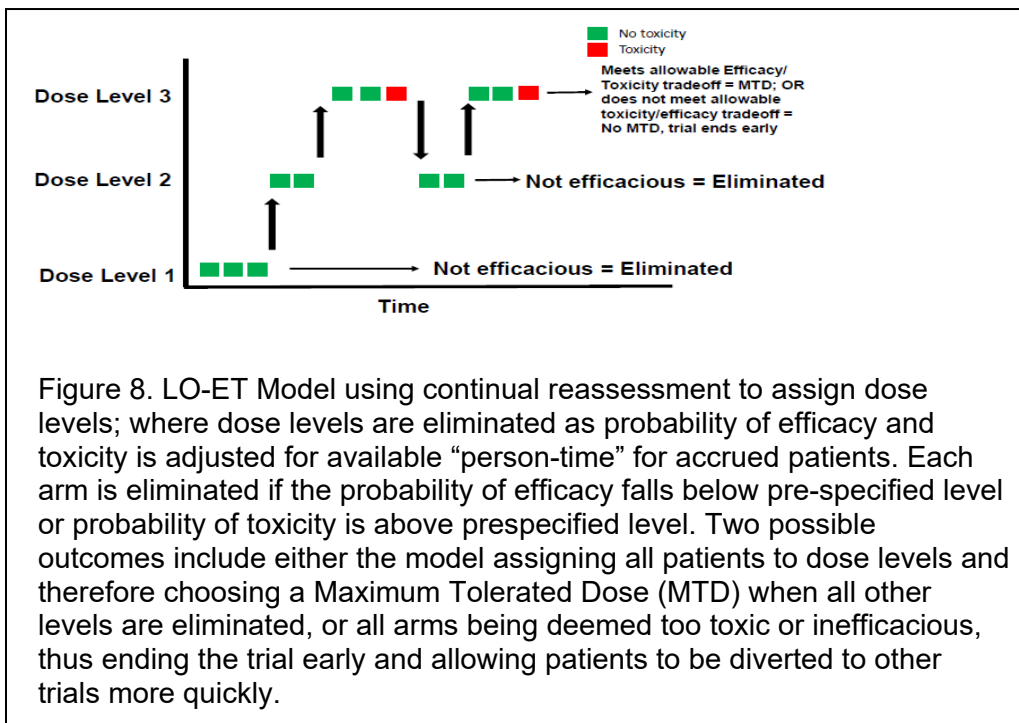 No toxicity
Toxicity
Meets allowable Efficacy/
Toxicity tradeoff = MTD; OR
does not meet allowable
toxicity/efficacy tradeoff =
No MTD, trial ends early
Dose Level 3
Dose Level 2
Not efficacious = Eliminated
Dose Level 1
Not efficacious = Eliminated
Time
Figure 8. LO-ET Model using continual reassessment to assign dose
levels; where dose levels are eliminated as probability of efficacy and
toxicity is adjusted for available “person-time” for accrued patients. Each
arm is eliminated if the probability of efficacy falls below pre-specified level
or probability of toxicity is above prespecified level. Two possible
outcomes include either the model assigning all patients to dose levels and
therefore choosing a Maximum Tolerated Dose (MTD) when all other
levels are eliminated, or all arms being deemed too toxic or inefficacious,
thus ending the trial early and allowing patients to be diverted to other
trials more quickly.